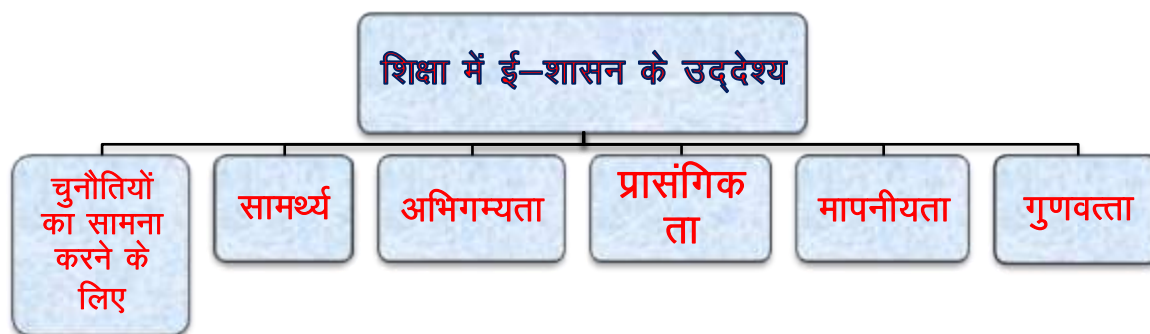 शिक्षा में ई–शासन के उद्देश्य
चुनौतियों
का सामना
करने के
लिए
सामर्थ्य
अभिगम्यता
प्रासंगिक
ता
मापनीयता
गुणवत्ता